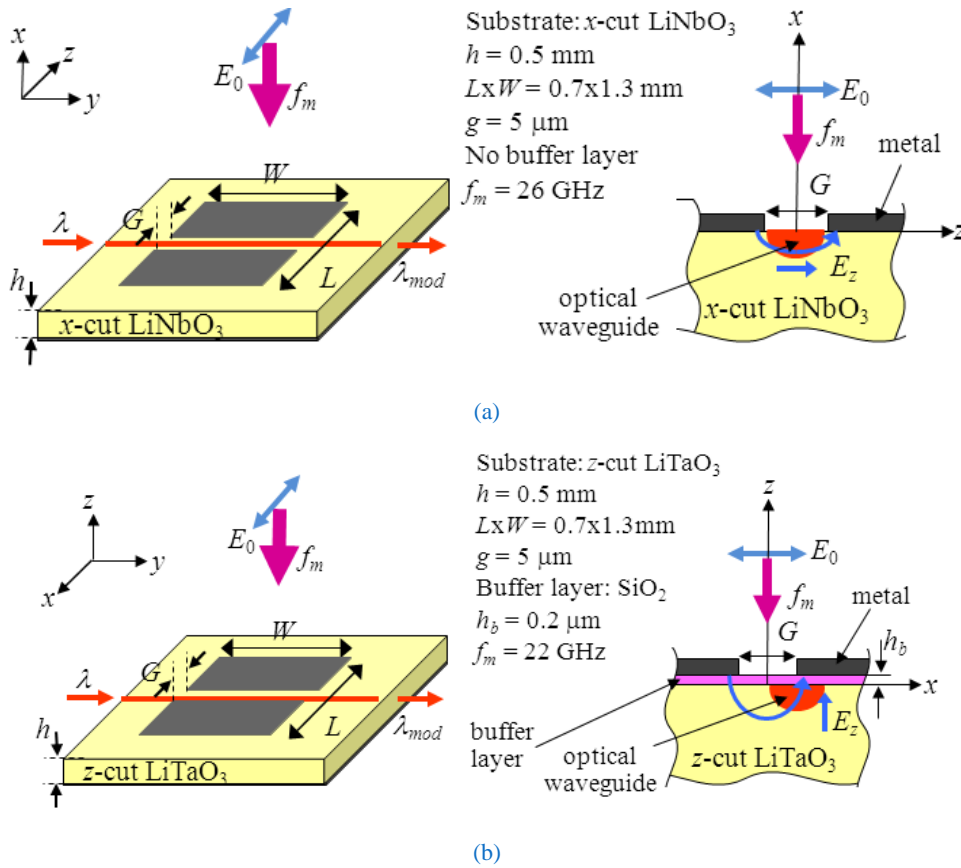 x
z
y
E0
fm
W
G
λ
L
λmod
h
x-cut LiNbO3
Substrate: x-cut LiNbO3
h = 0.5 mm
LxW = 0.7x1.3 mm
g = 5 μm
No buffer layer
fm = 26 GHz
x
E0
fm
metal
G
z
Ez
optical
waveguide
x-cut LiNbO3
(a)
z
y
x
E0
fm
W
G
λ
L
λmod
h
z-cut LiTaO3
Substrate: z-cut LiTaO3
h = 0.5 mm
LxW = 0.7x1.3mm
g = 5 μm
Buffer layer: SiO2
hb = 0.2 μm
fm = 22 GHz
z
E0
fm
metal
G
hb
x
buffer
layer
Ez
optical
waveguide
z-cut LiTaO3
(b)